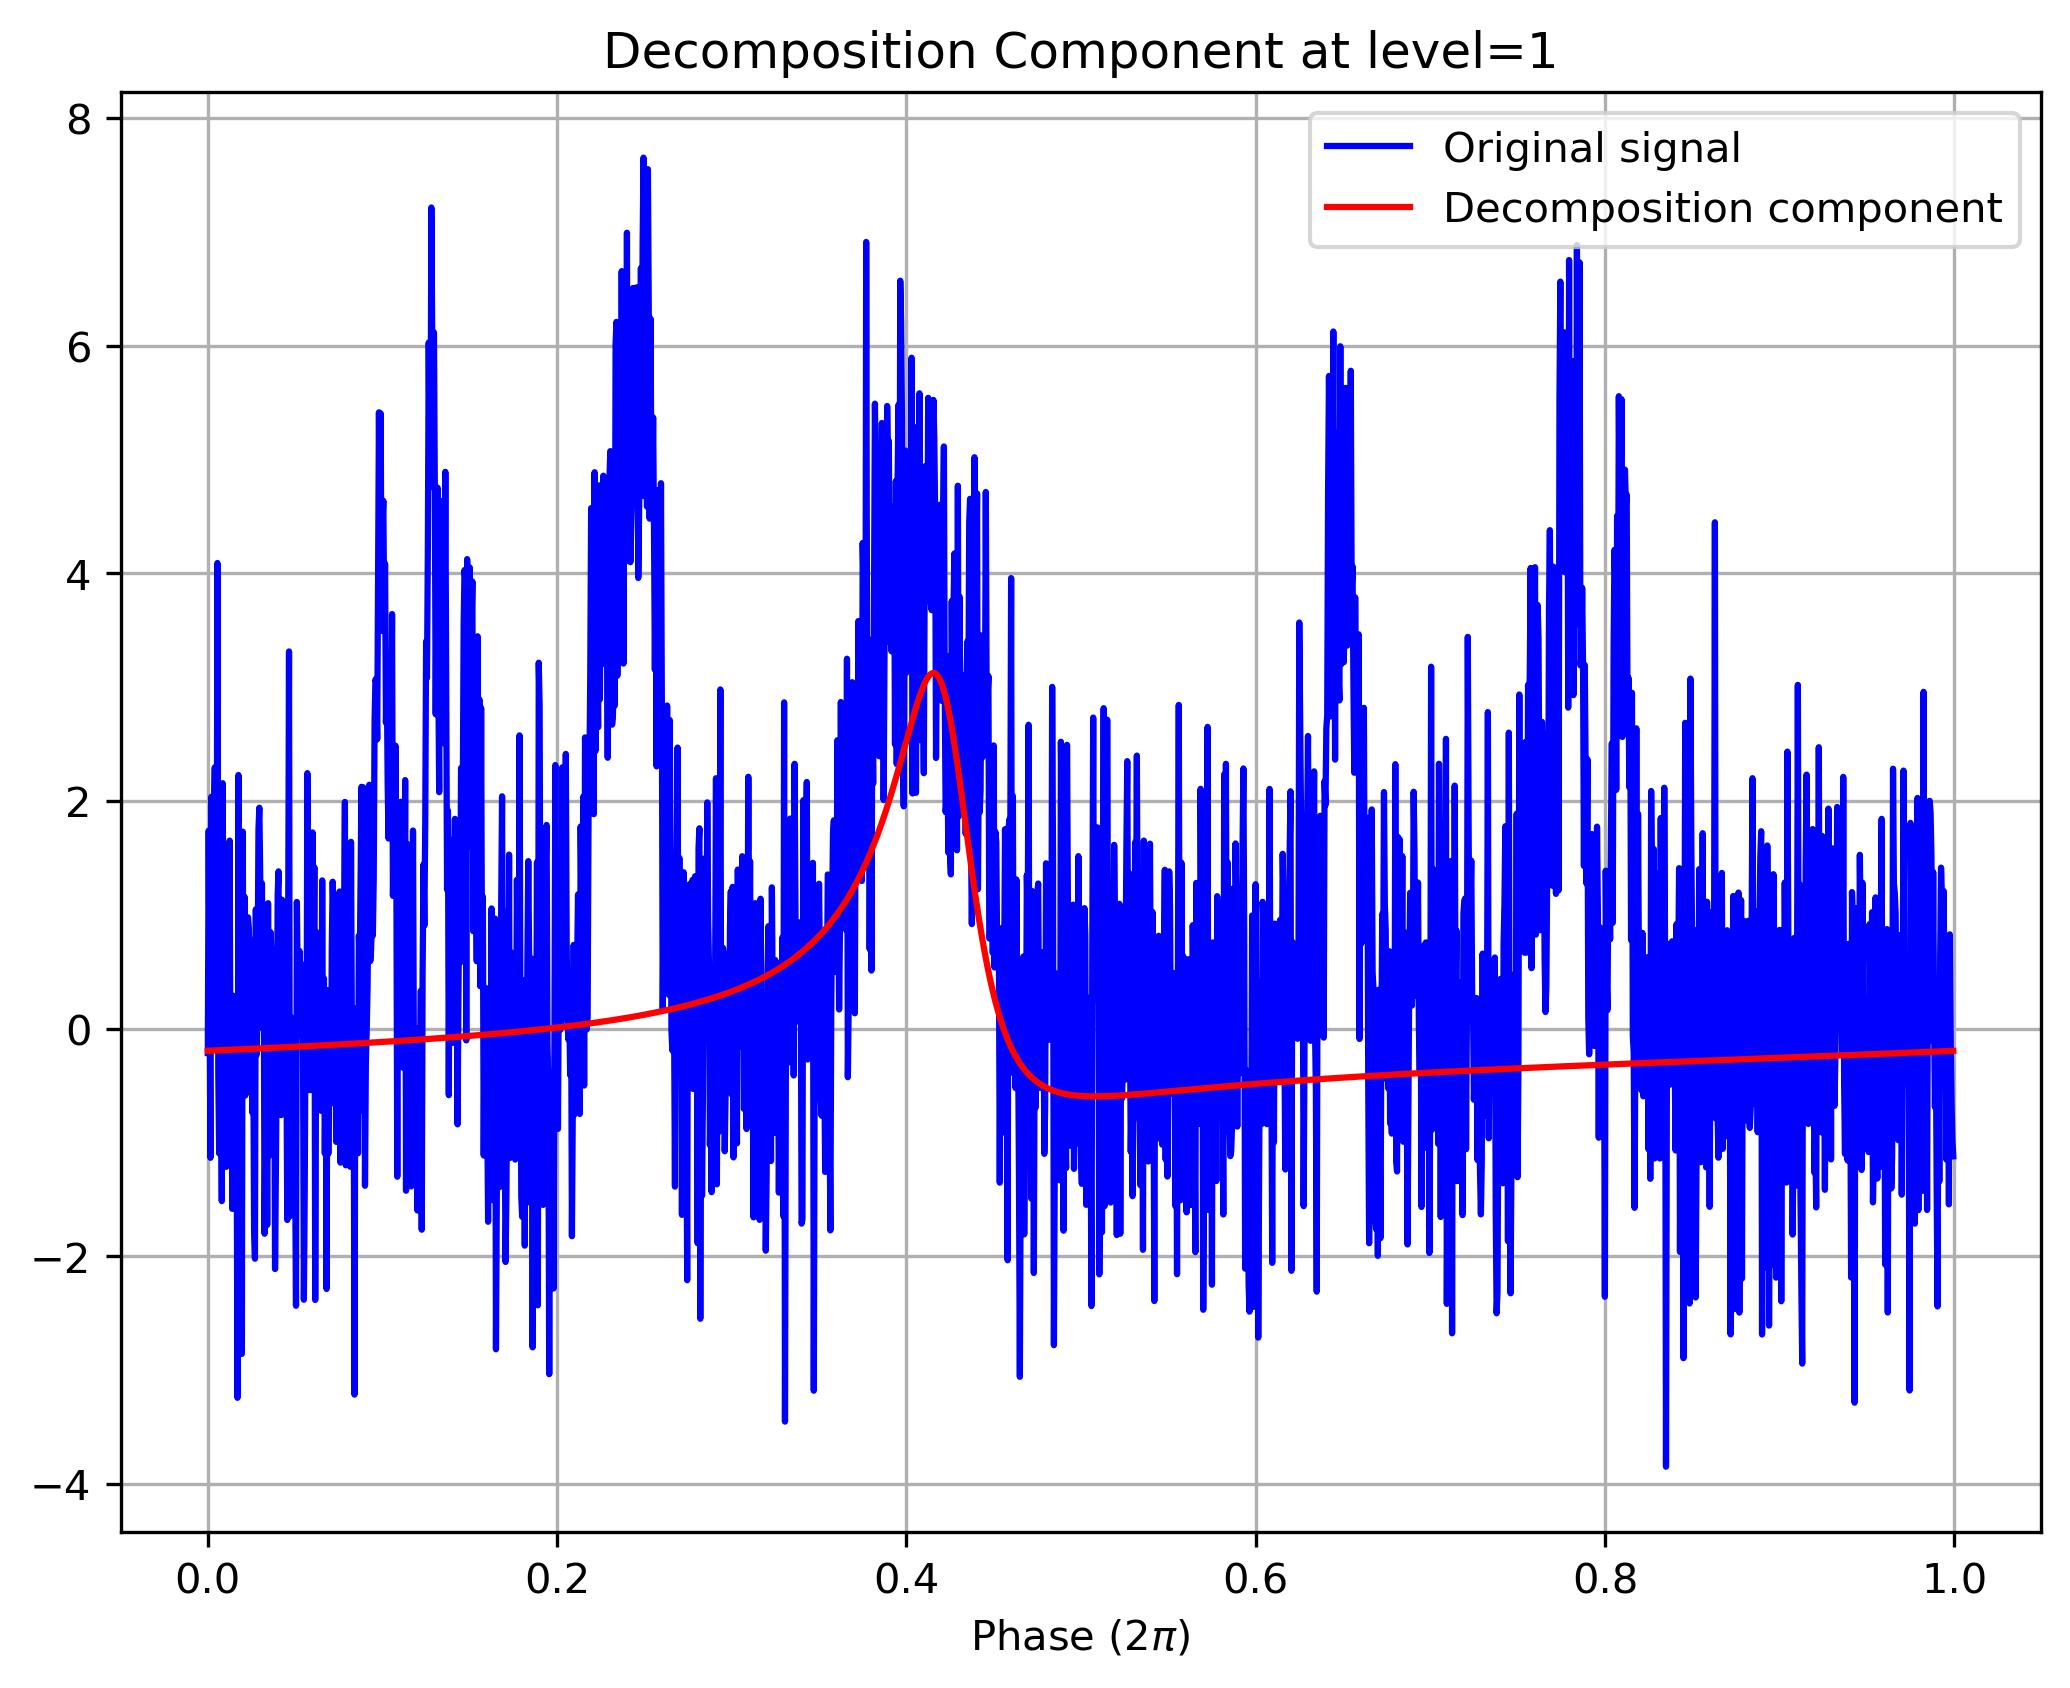 Decomposition Component at level=1
8
6
4
2
0
−2
−4
Original signal
Decomposition component
0.0 0.2 0.4 0.6 0.8 1.0
Phase (2π)